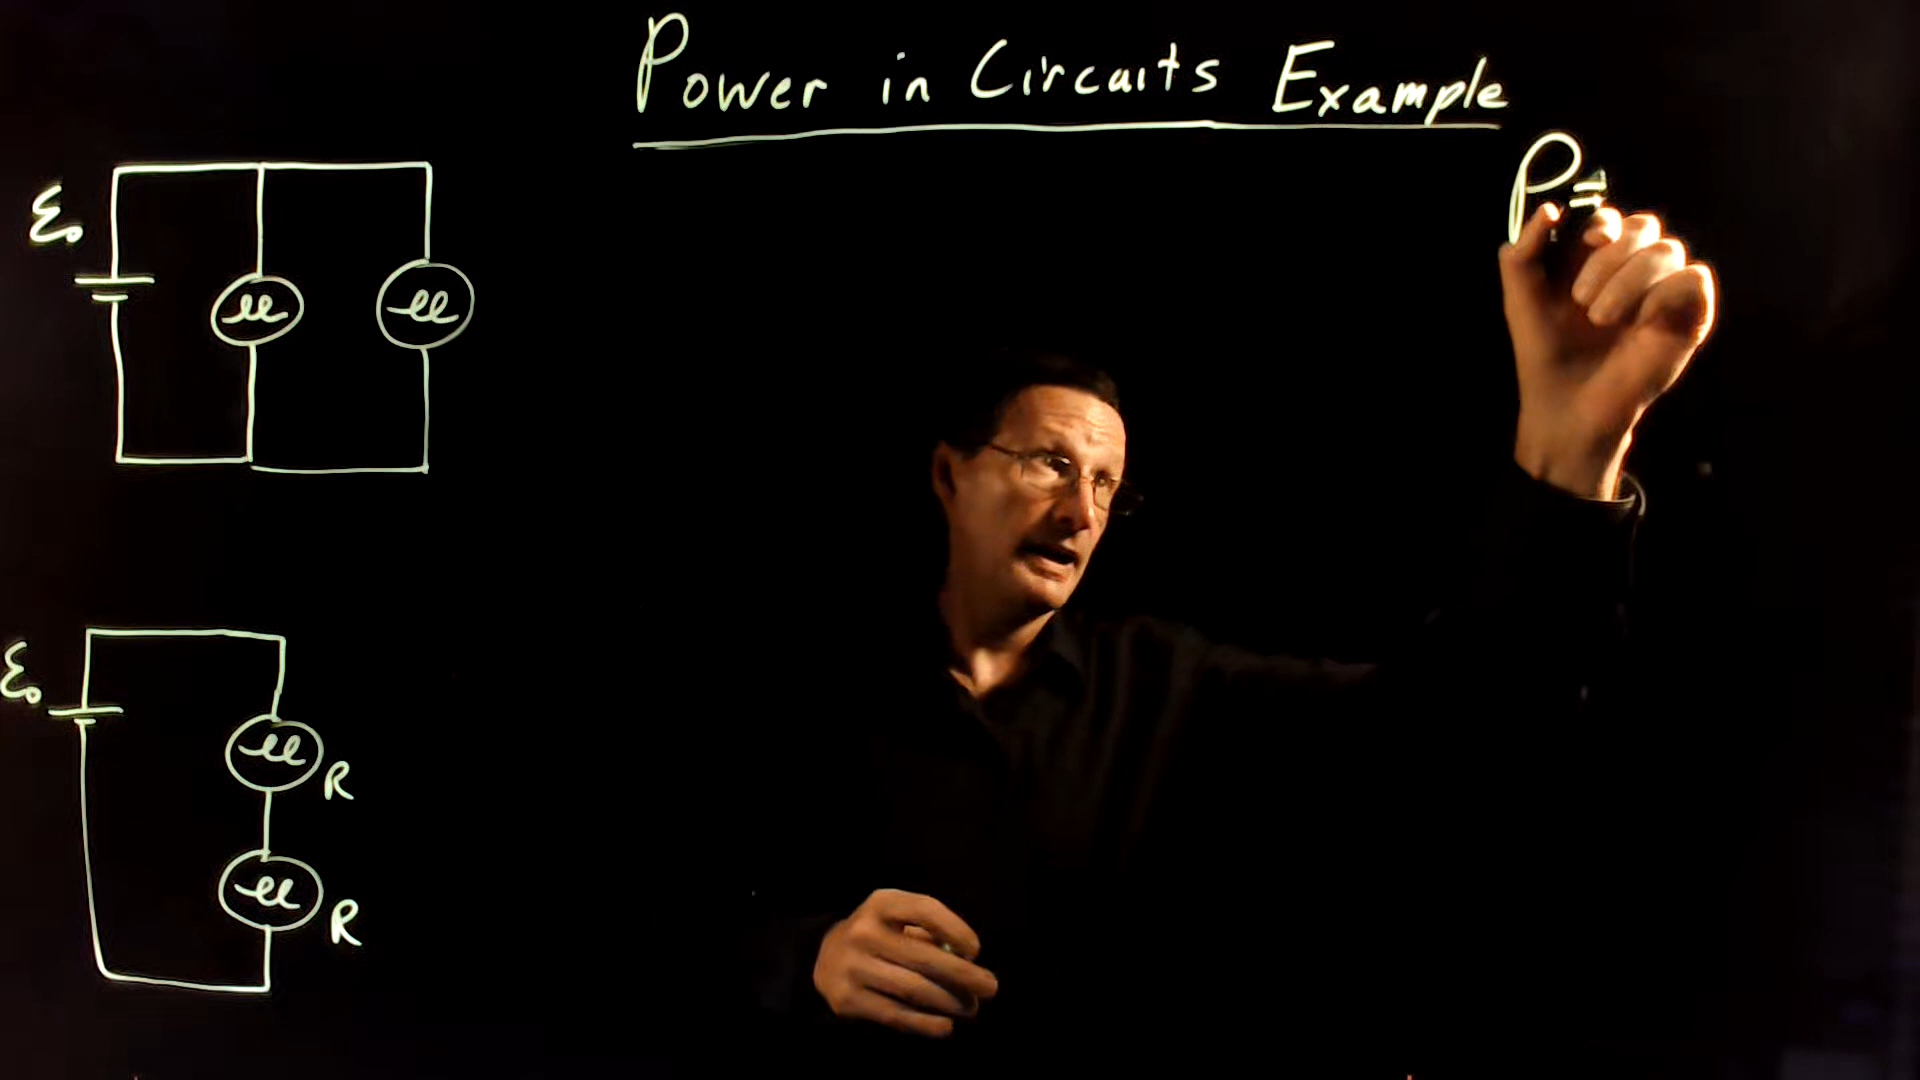 Power in Circuits Example
P=
ε₀
ε₀
R
R